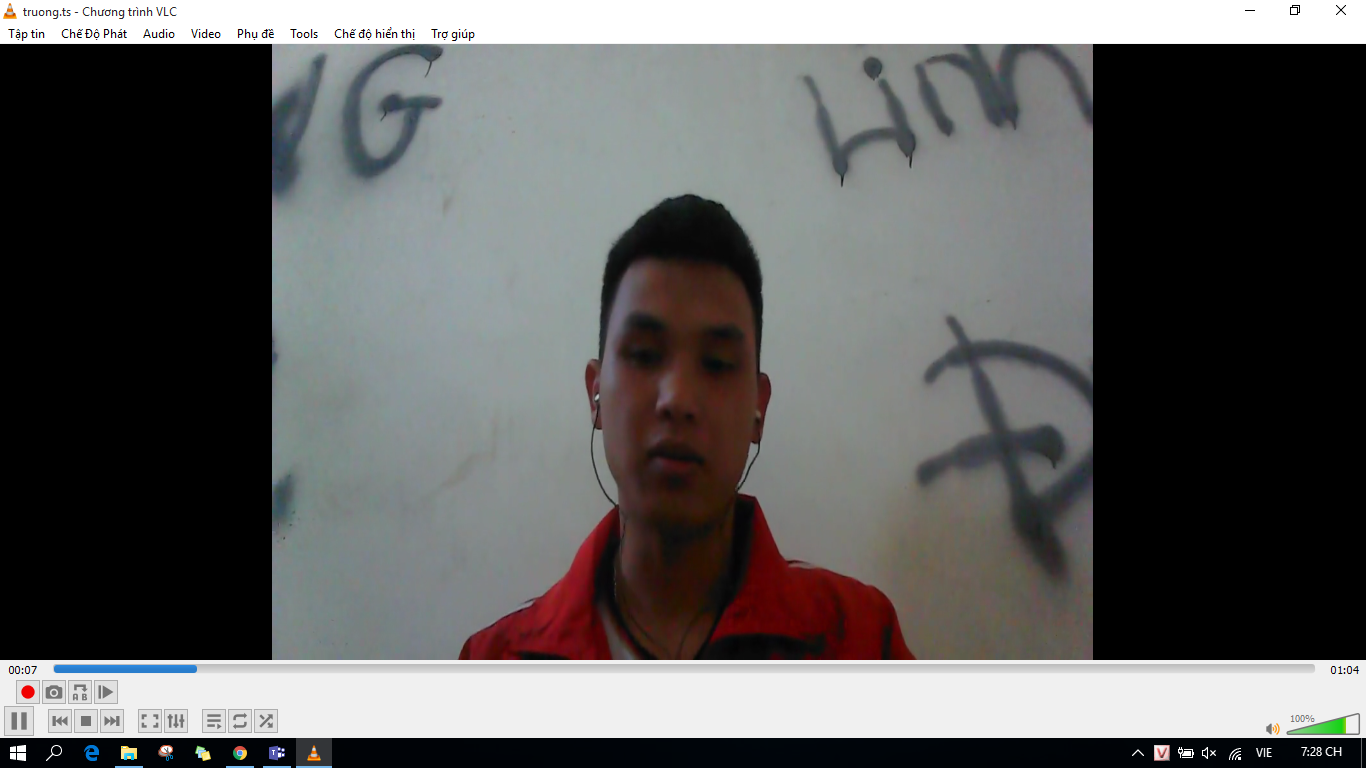 truong.ts - Chương trình VLC
Tập tin Chế Độ Phát Audio Video Phụ đề Tools Chế độ hiển thị Trợ giúp
G Linh
Đ
00:07 01:04
A B
100%
VIE 7:28 CH